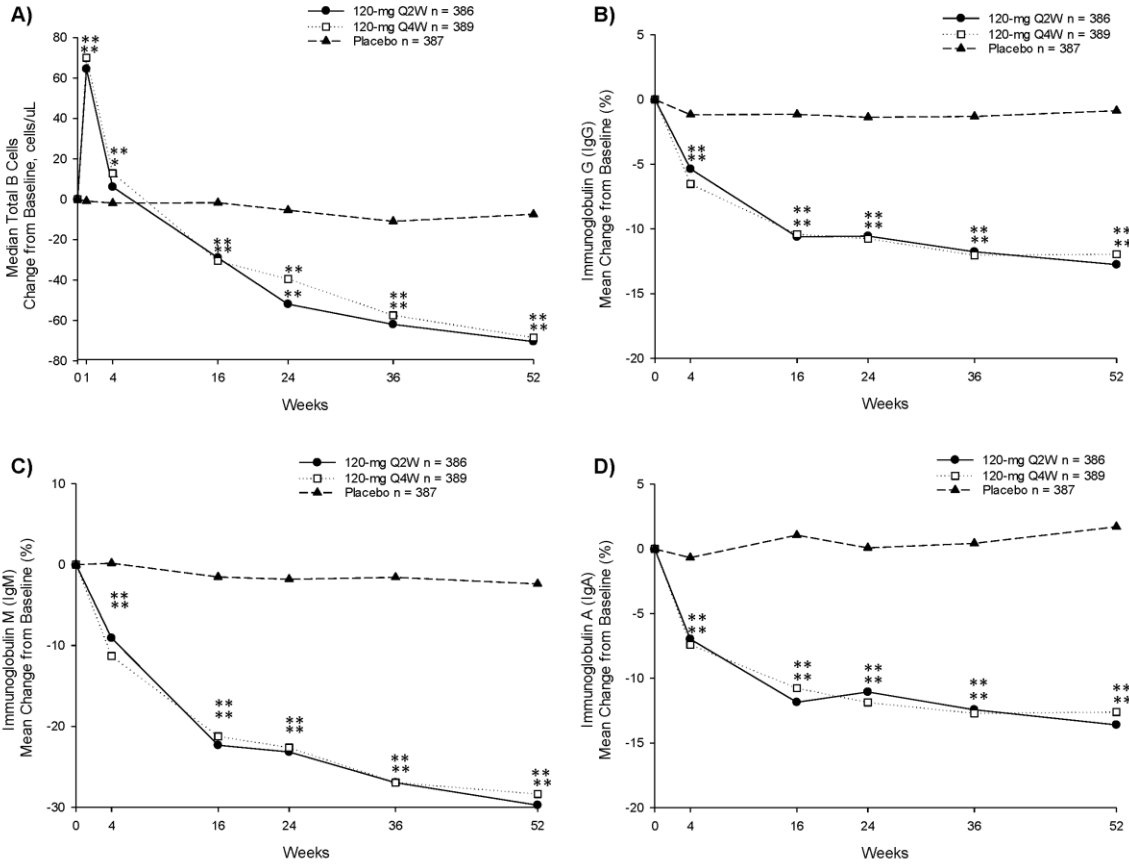 A)
120-mg Q2W n = 386
120-mg Q4W n = 389
Placebo n = 387
Median Total B Cells
Change from Baseline, cells/uL
80
60
40
20
0
-20
-40
-60
-80
**
**
**
*
**
**
**
**
**
**
**
**
0 1 4 16 24 36 52
Weeks
B)
120-mg Q2W n = 386
120-mg Q4W n = 389
Placebo n = 387
Immunoglobulin G (IgG)
Mean Change from Baseline (%)
5
0
-5
-10
-15
-20
**
**
**
**
**
**
**
**
**
**
0 4 16 24 36 52
Weeks
C)
120-mg Q2W n = 386
120-mg Q4W n = 389
Placebo n = 387
Immunoglobulin M (IgM)
Mean Change from Baseline (%)
10
0
-10
-20
-30
**
**
**
**
**
**
**
**
**
**
0 4 16 24 36 52
Weeks
D)
120-mg Q2W n = 386
120-mg Q4W n = 389
Placebo n = 387
Immunoglobulin A (IgA)
Mean Change from Baseline (%)
5
0
-5
-10
-15
-20
**
**
**
**
**
**
**
**
**
**
0 4 16 24 36 52
Weeks